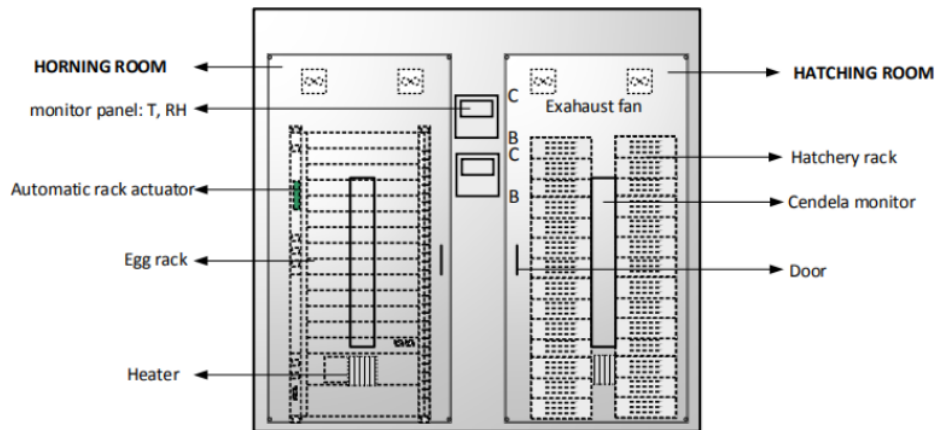 HORNING ROOM
HATCHING ROOM
monitor panel: T, RH
C
Exahaust fan
B
C
B
Hatchery rack
Automatic rack actuator
Cendela monitor
Egg rack
Door
Heater